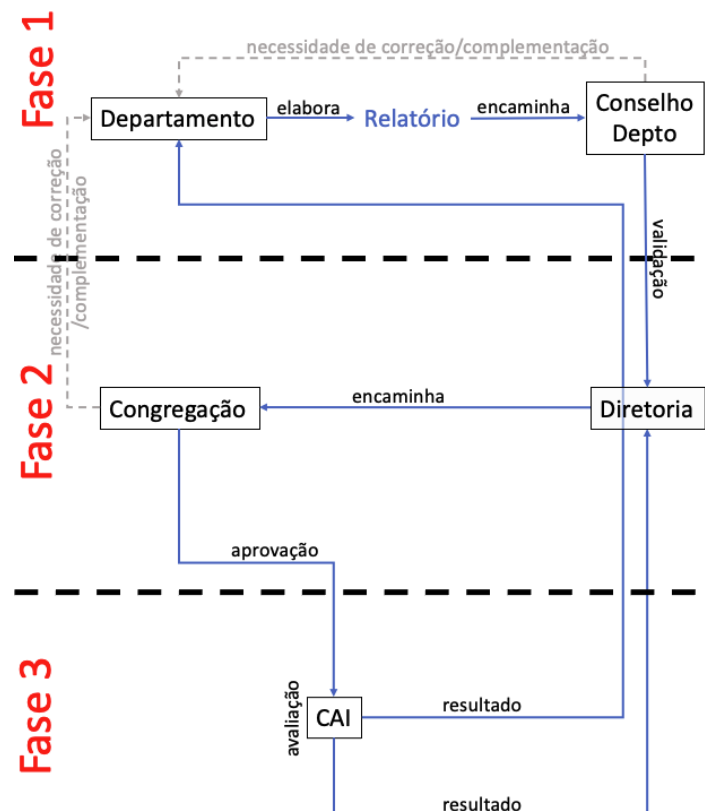 Fase 1
necessidade de correção/complementação
Departamento
elabora
Relatório
encaminha
Conselho
Depto
necessidade de correção
/complementação
validação
Fase 2
Congregação
encaminha
Diretoria
aprovação
Fase 3
avaliação
CAI
resultado
resultado